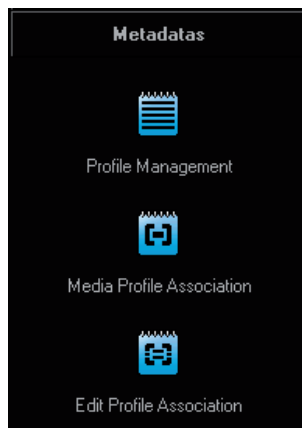 Metadatas
Profile Management
Media Profile Association
Edit Profile Association